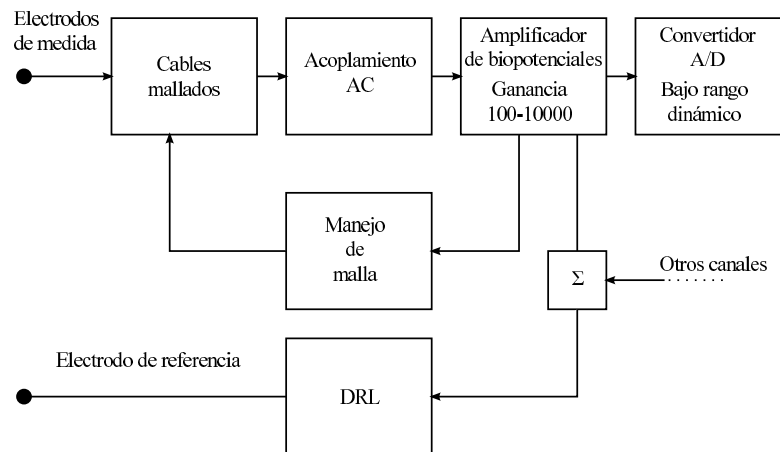 Electrodos
de medida
Cables
mallados
Acoplamiento
AC
Amplificador
de biopotenciales
Ganancia
100-10000
Convertidor
A/D
Bajo rango
dinámico
Manejo
de
malla
Σ
Otros canales
Electrodo de referencia
DRL